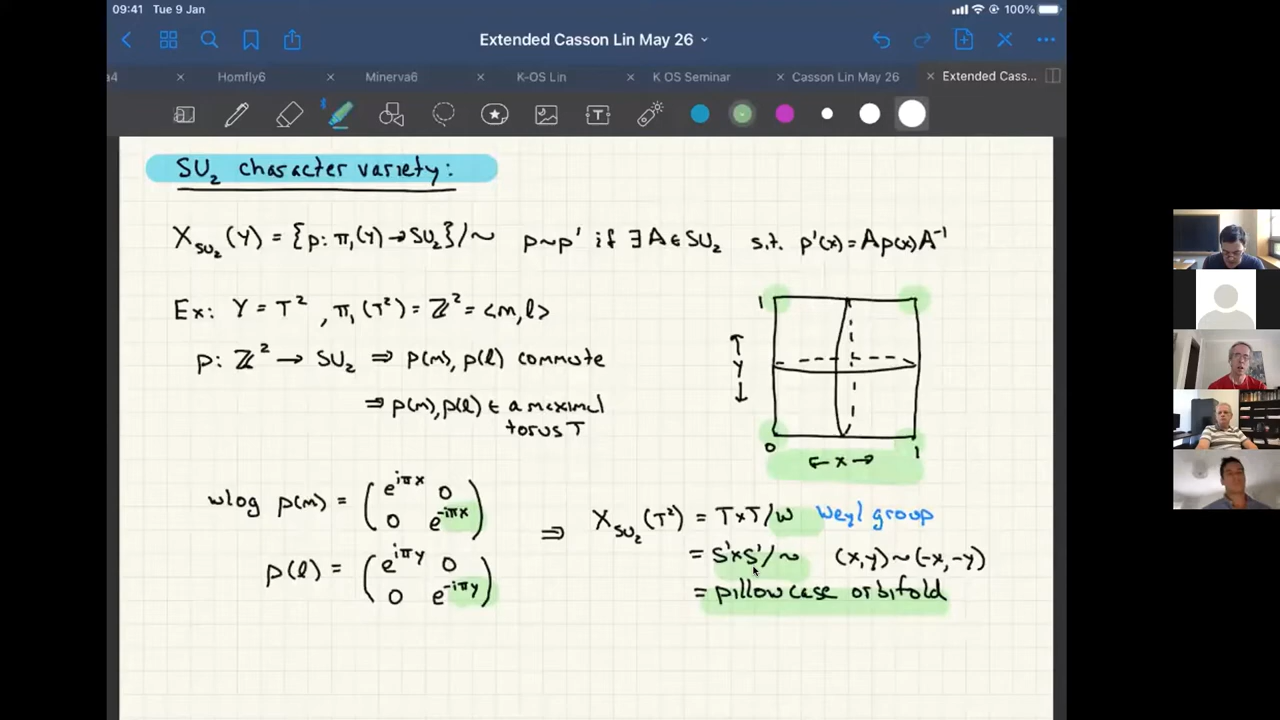 09:41 Tue 9 Jan
100%
Extended Casson Lin May 26
a4
Homfly6
Minerva6
K-OS Lin
K OS Seminar
Casson Lin May 26
Extended Cass...
SU₂ character variety:
X_SU₂(Y) = {ρ: π₁(Y) → SU₂}/~ ρ~ρ' if ∃ A ∈ SU₂ s.t. ρ'(x) = Aρ(x)A⁻¹
Ex: Y = T², π₁(T²) = ℤ² = <m,l>
ρ: ℤ² → SU₂ ⇒ ρ(m), ρ(l) commute
⇒ ρ(m), ρ(l) ∈ a maximal
torus T
1
↑ y ↓
0
← x →
1
wlog ρ(m) = ( e^{iπx} 0
0 e^{-iπx} )
ρ(l) = ( e^{iπy} 0
0 e^{-iπy} )
⇒ X_SU₂(T²) = T×T/W Weyl group
= S¹×S¹/~ (x,y) ~ (-x,-y)
= pillowcase orbifold